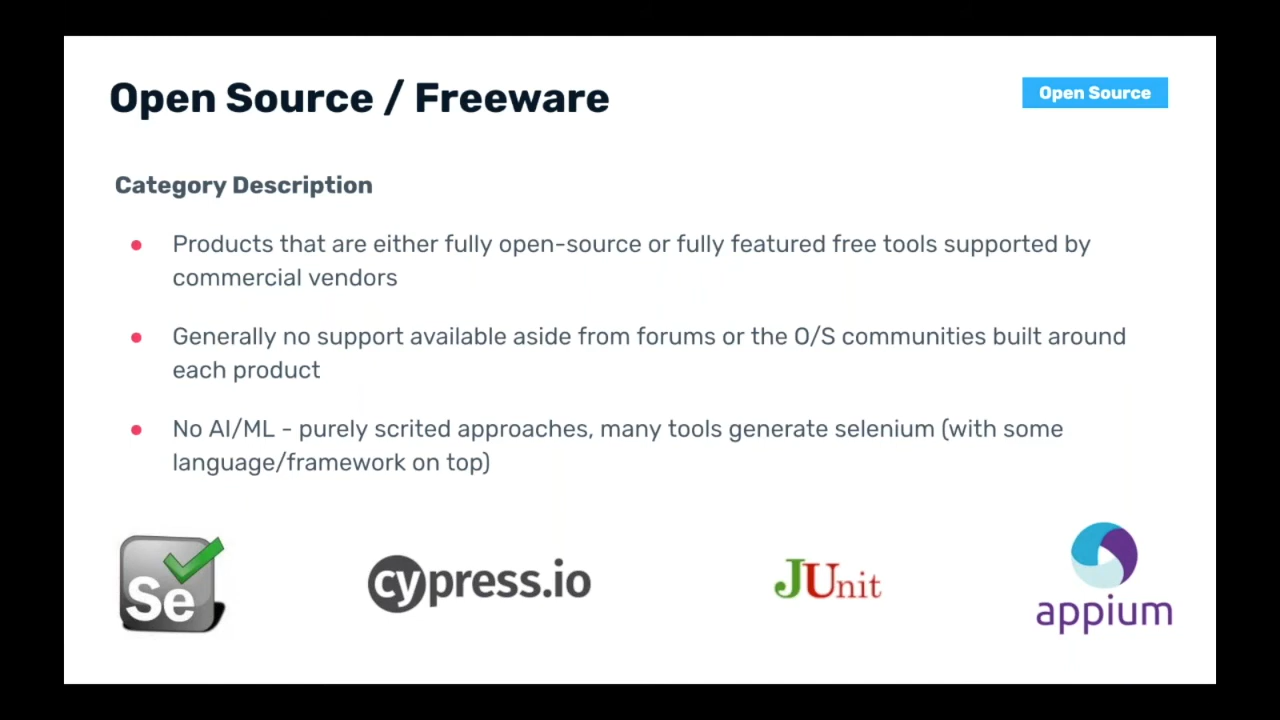 Open Source / Freeware
Open Source
Category Description
● Products that are either fully open-source or fully featured free tools supported by
commercial vendors
● Generally no support available aside from forums or the O/S communities built around
each product
● No AI/ML - purely scrited approaches, many tools generate selenium (with some
language/framework on top)
Se
cypress.io
JUnit
appium